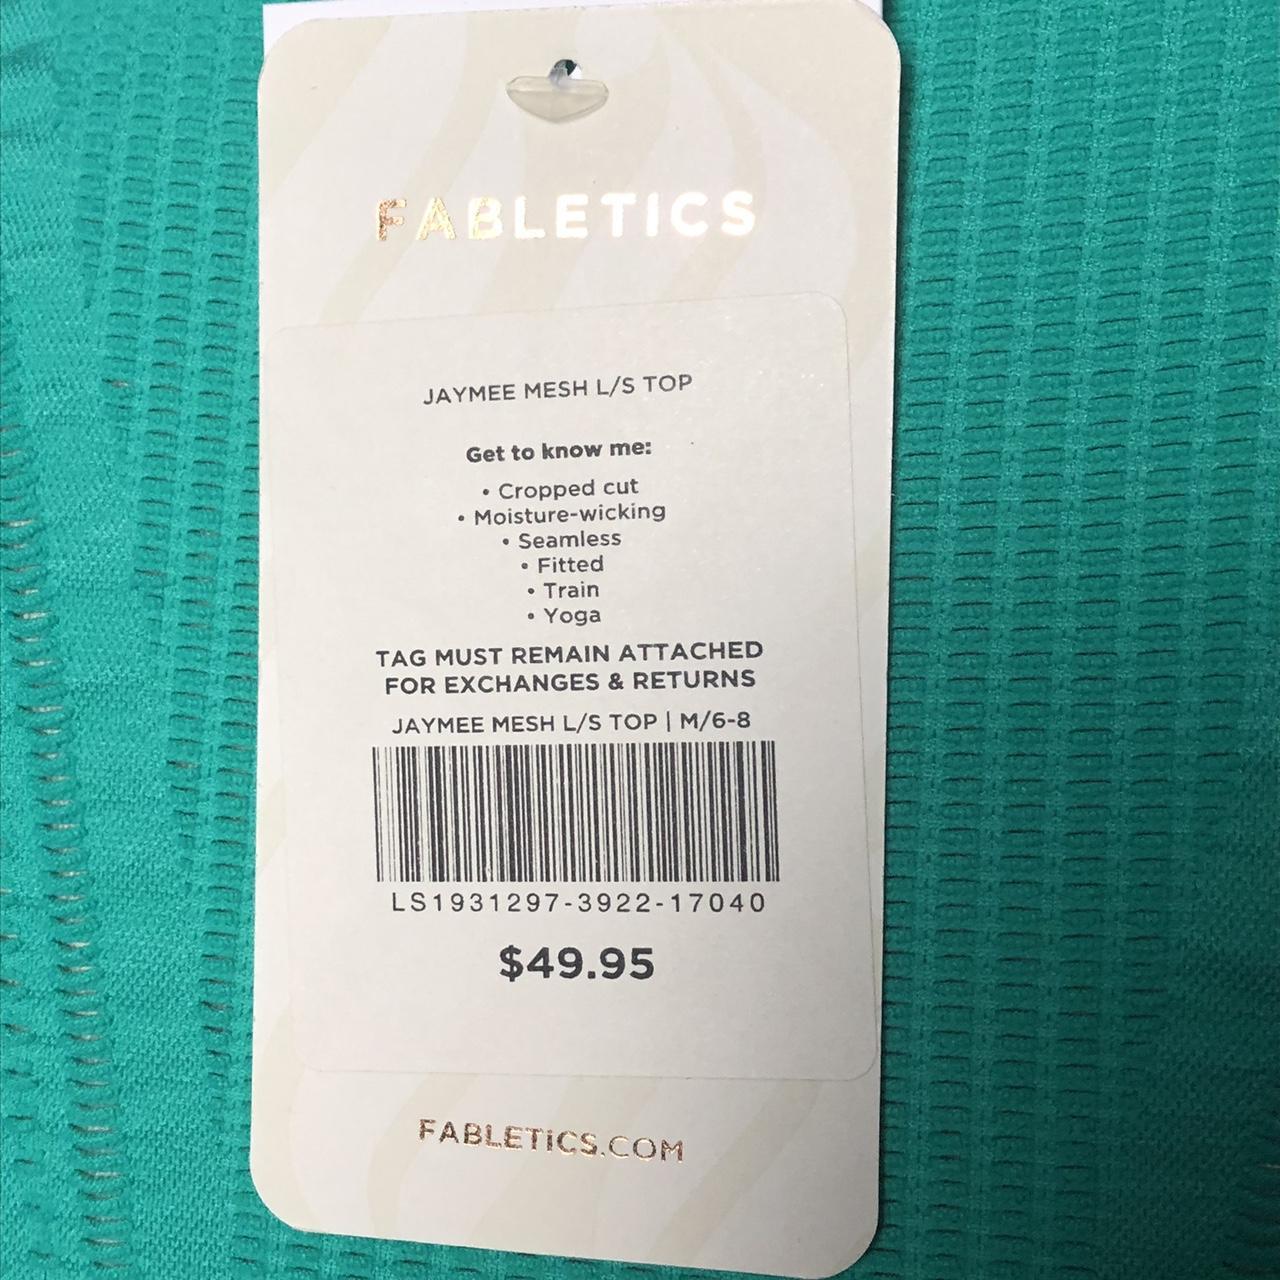 FABLETICS
JAYMEE MESH L/S TOP
Get to know me:
• Cropped cut
• Moisture-wicking
• Seamless
• Fitted
• Train
• Yoga
TAG MUST REMAIN ATTACHED
FOR EXCHANGES & RETURNS
JAYMEE MESH L/S TOP | M/6-8
LS1931297-3922-17040
$49.95
FABLETICS.COM